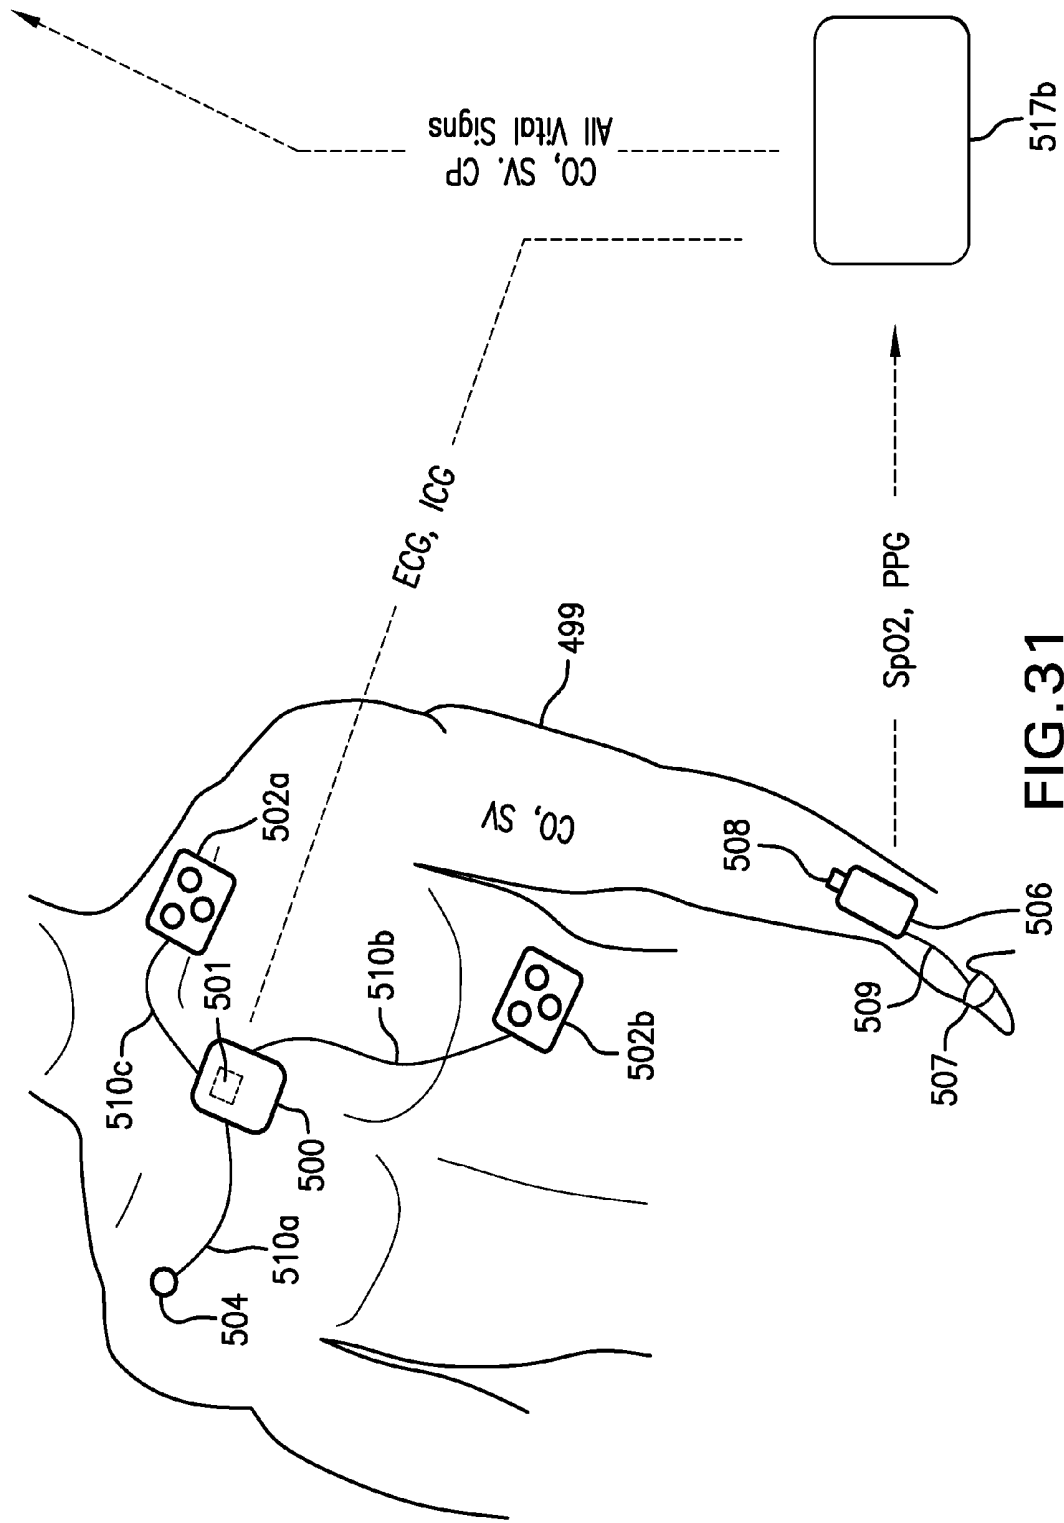 CO, SV. CP
All Vital Signs
ECG, ICG
SpO2, PPG
517b
499
CO, SV
502a
501
510c
510b
502b
500
510a
504
508
506
509
507
FIG.31